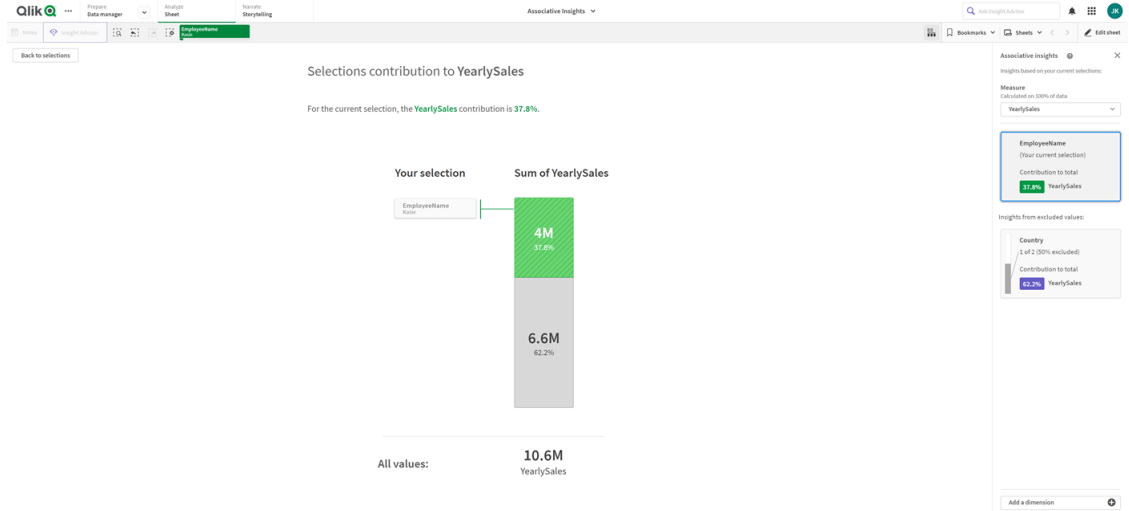 Qlik
Prepare
Data manager
Analyze
Sheet
Narrate
Storytelling
Associative Insights
Ask Insight Advisor
JK
Notes
Insight Advisor
EmployeeName
Rosie
Bookmarks
Sheets
Edit sheet
Back to selections
Selections contribution to YearlySales
For the current selection, the YearlySales contribution is 37.8%.
Your selection
Sum of YearlySales
EmployeeName
4M
37.8%
6.6M
62.2%
All values:
10.6M
YearlySales
Associative insights
Insights based on your current selections:
Measure
Calculated on 100% of data
YearlySales
EmployeeName
(Your current selection)
Contribution to total
37.8% YearlySales
Insights from excluded values:
Country
1 of 2 (50% excluded)
Contribution to total
62.2% YearlySales
Add a dimension